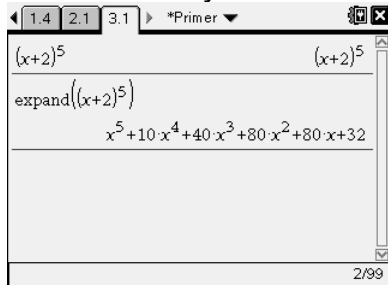 1.4 2.1 3.1 *Primer
(x+2)^5 (x+2)^5
expand((x+2)^5)
x^5+10·x^4+40·x^3+80·x^2+80·x+32
2/99